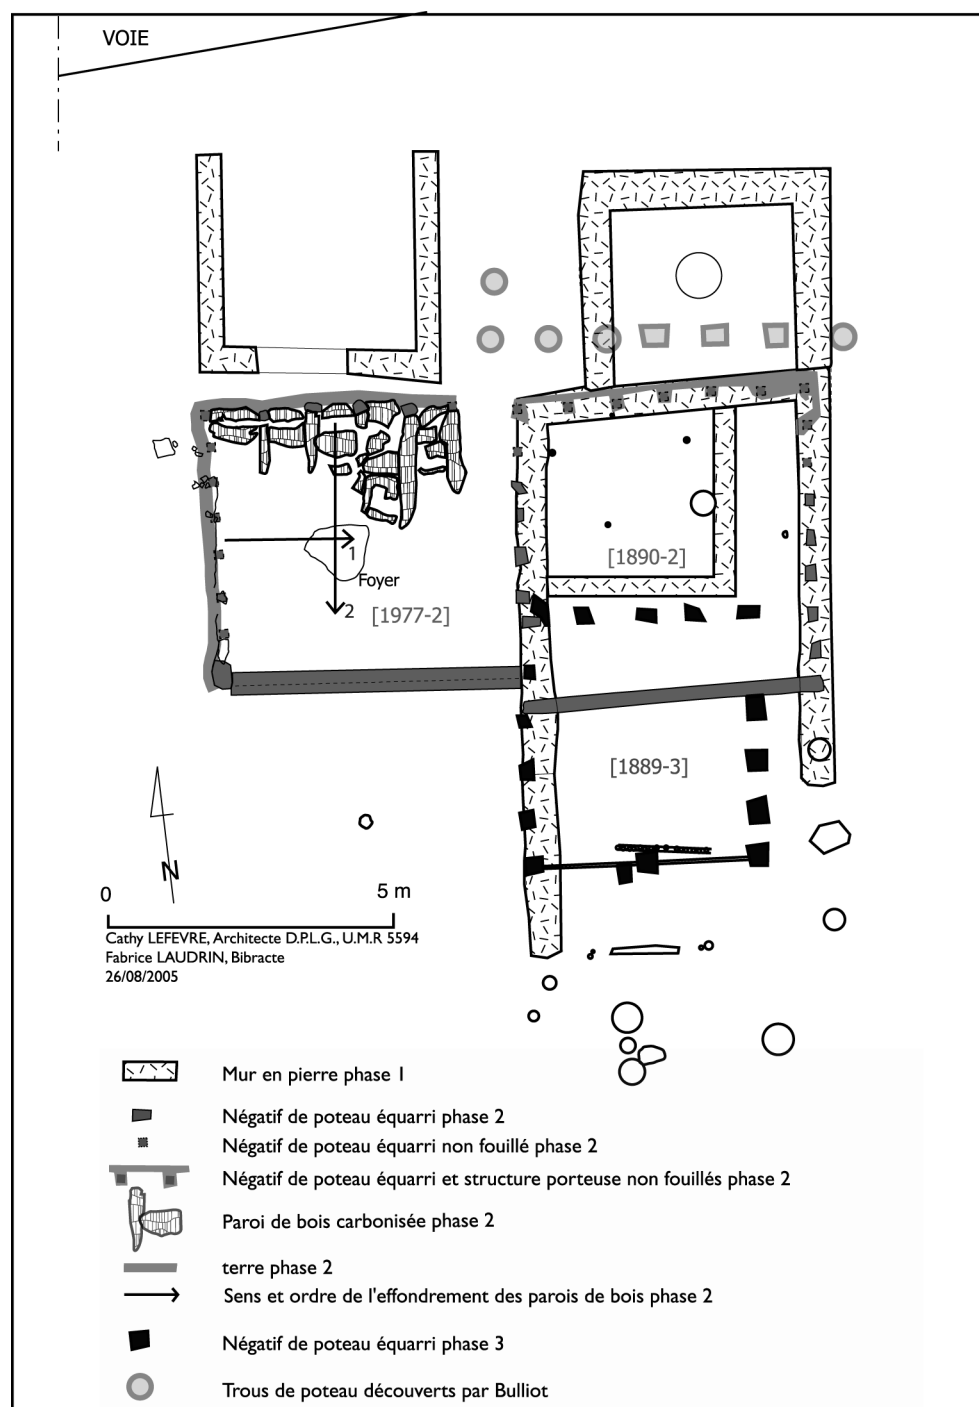 VOIE
[1890-2]
1
Foyer
2
[1977-2]
[1889-3]
N
0 5 m
Cathy LEFEVRE, Architecte D.P.L.G., U.M.R 5594
Fabrice LAUDRIN, Bibracte
26/08/2005
Mur en pierre phase 1
Négatif de poteau équarri phase 2
Négatif de poteau équarri non fouillé phase 2
Négatif de poteau équarri et structure porteuse non fouillés phase 2
Paroi de bois carbonisée phase 2
terre phase 2
Sens et ordre de l'effondrement des parois de bois phase 2
Négatif de poteau équarri phase 3
Trous de poteau découverts par Bulliot